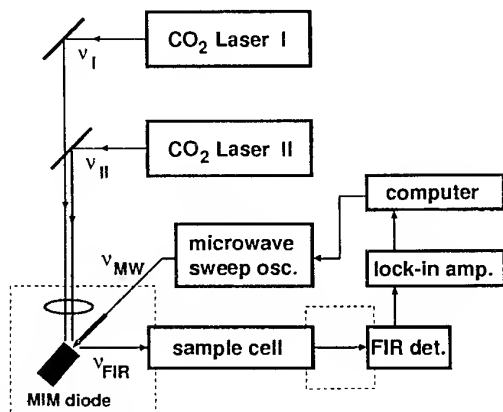 CO₂ Laser I
ν_I
CO₂ Laser II
ν_II
computer
microwave
sweep osc.
ν_MW
lock-in amp.
sample cell
FIR det.
ν_FIR
MIM diode